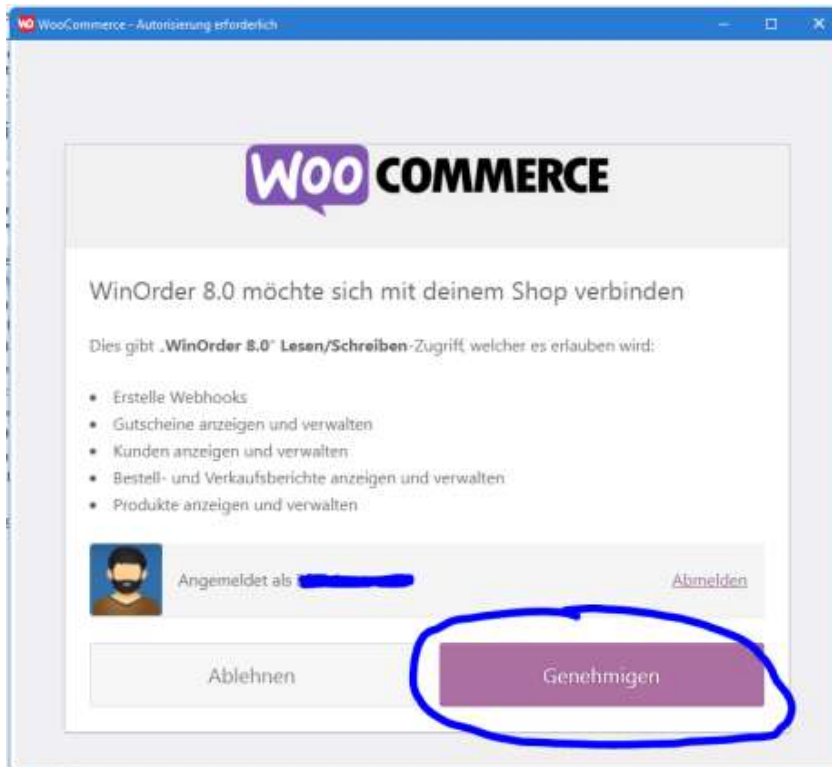 WooCommerce - Autorisierung erforderlich
WOO COMMERCE
WinOrder 8.0 möchte sich mit deinem Shop verbinden
Dies gibt „WinOrder 8.0“ Lesen/Schreiben-Zugriff, welcher es erlauben wird:
Erstelle Webhooks
Gutscheine anzeigen und verwalten
Kunden anzeigen und verwalten
Bestell- und Verkaufsberichte anzeigen und verwalten
Produkte anzeigen und verwalten
Angemeldet als
Abmelden
Ablehnen
Genehmigen